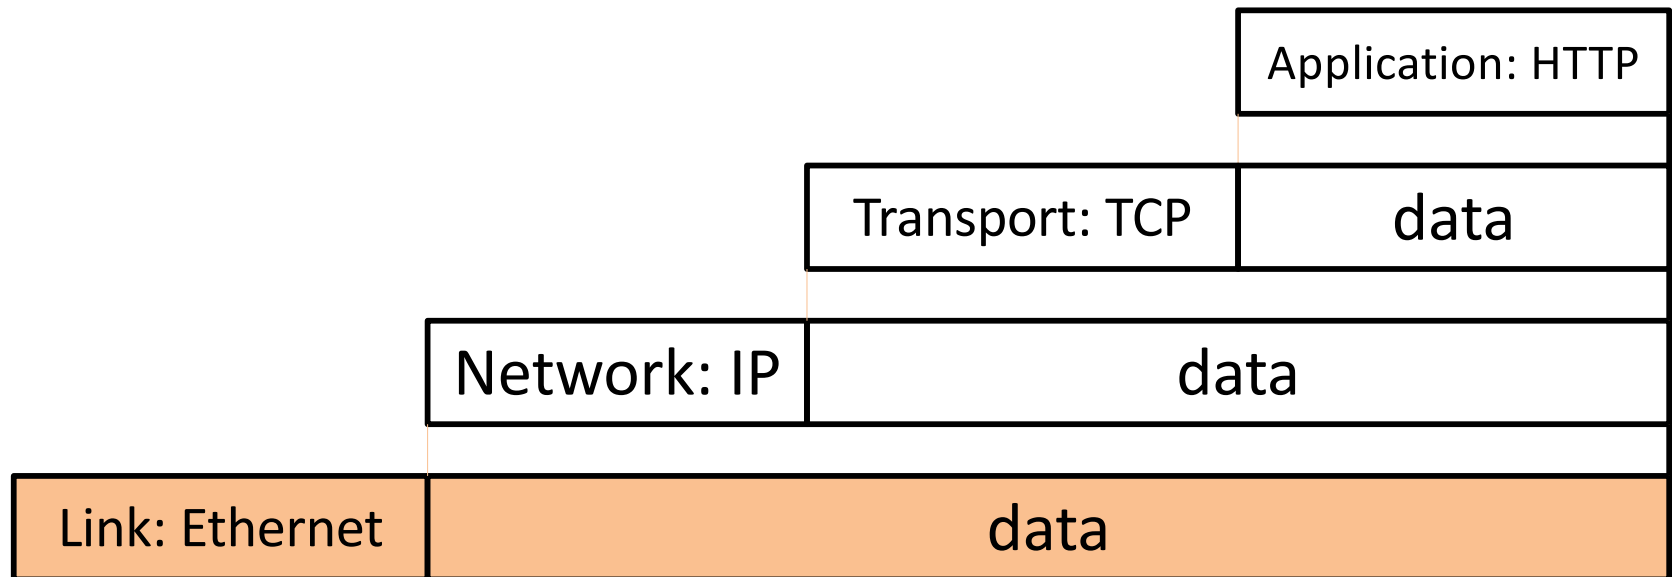 Application: HTTP
Transport: TCP data
Network: IP data
Link: Ethernet data